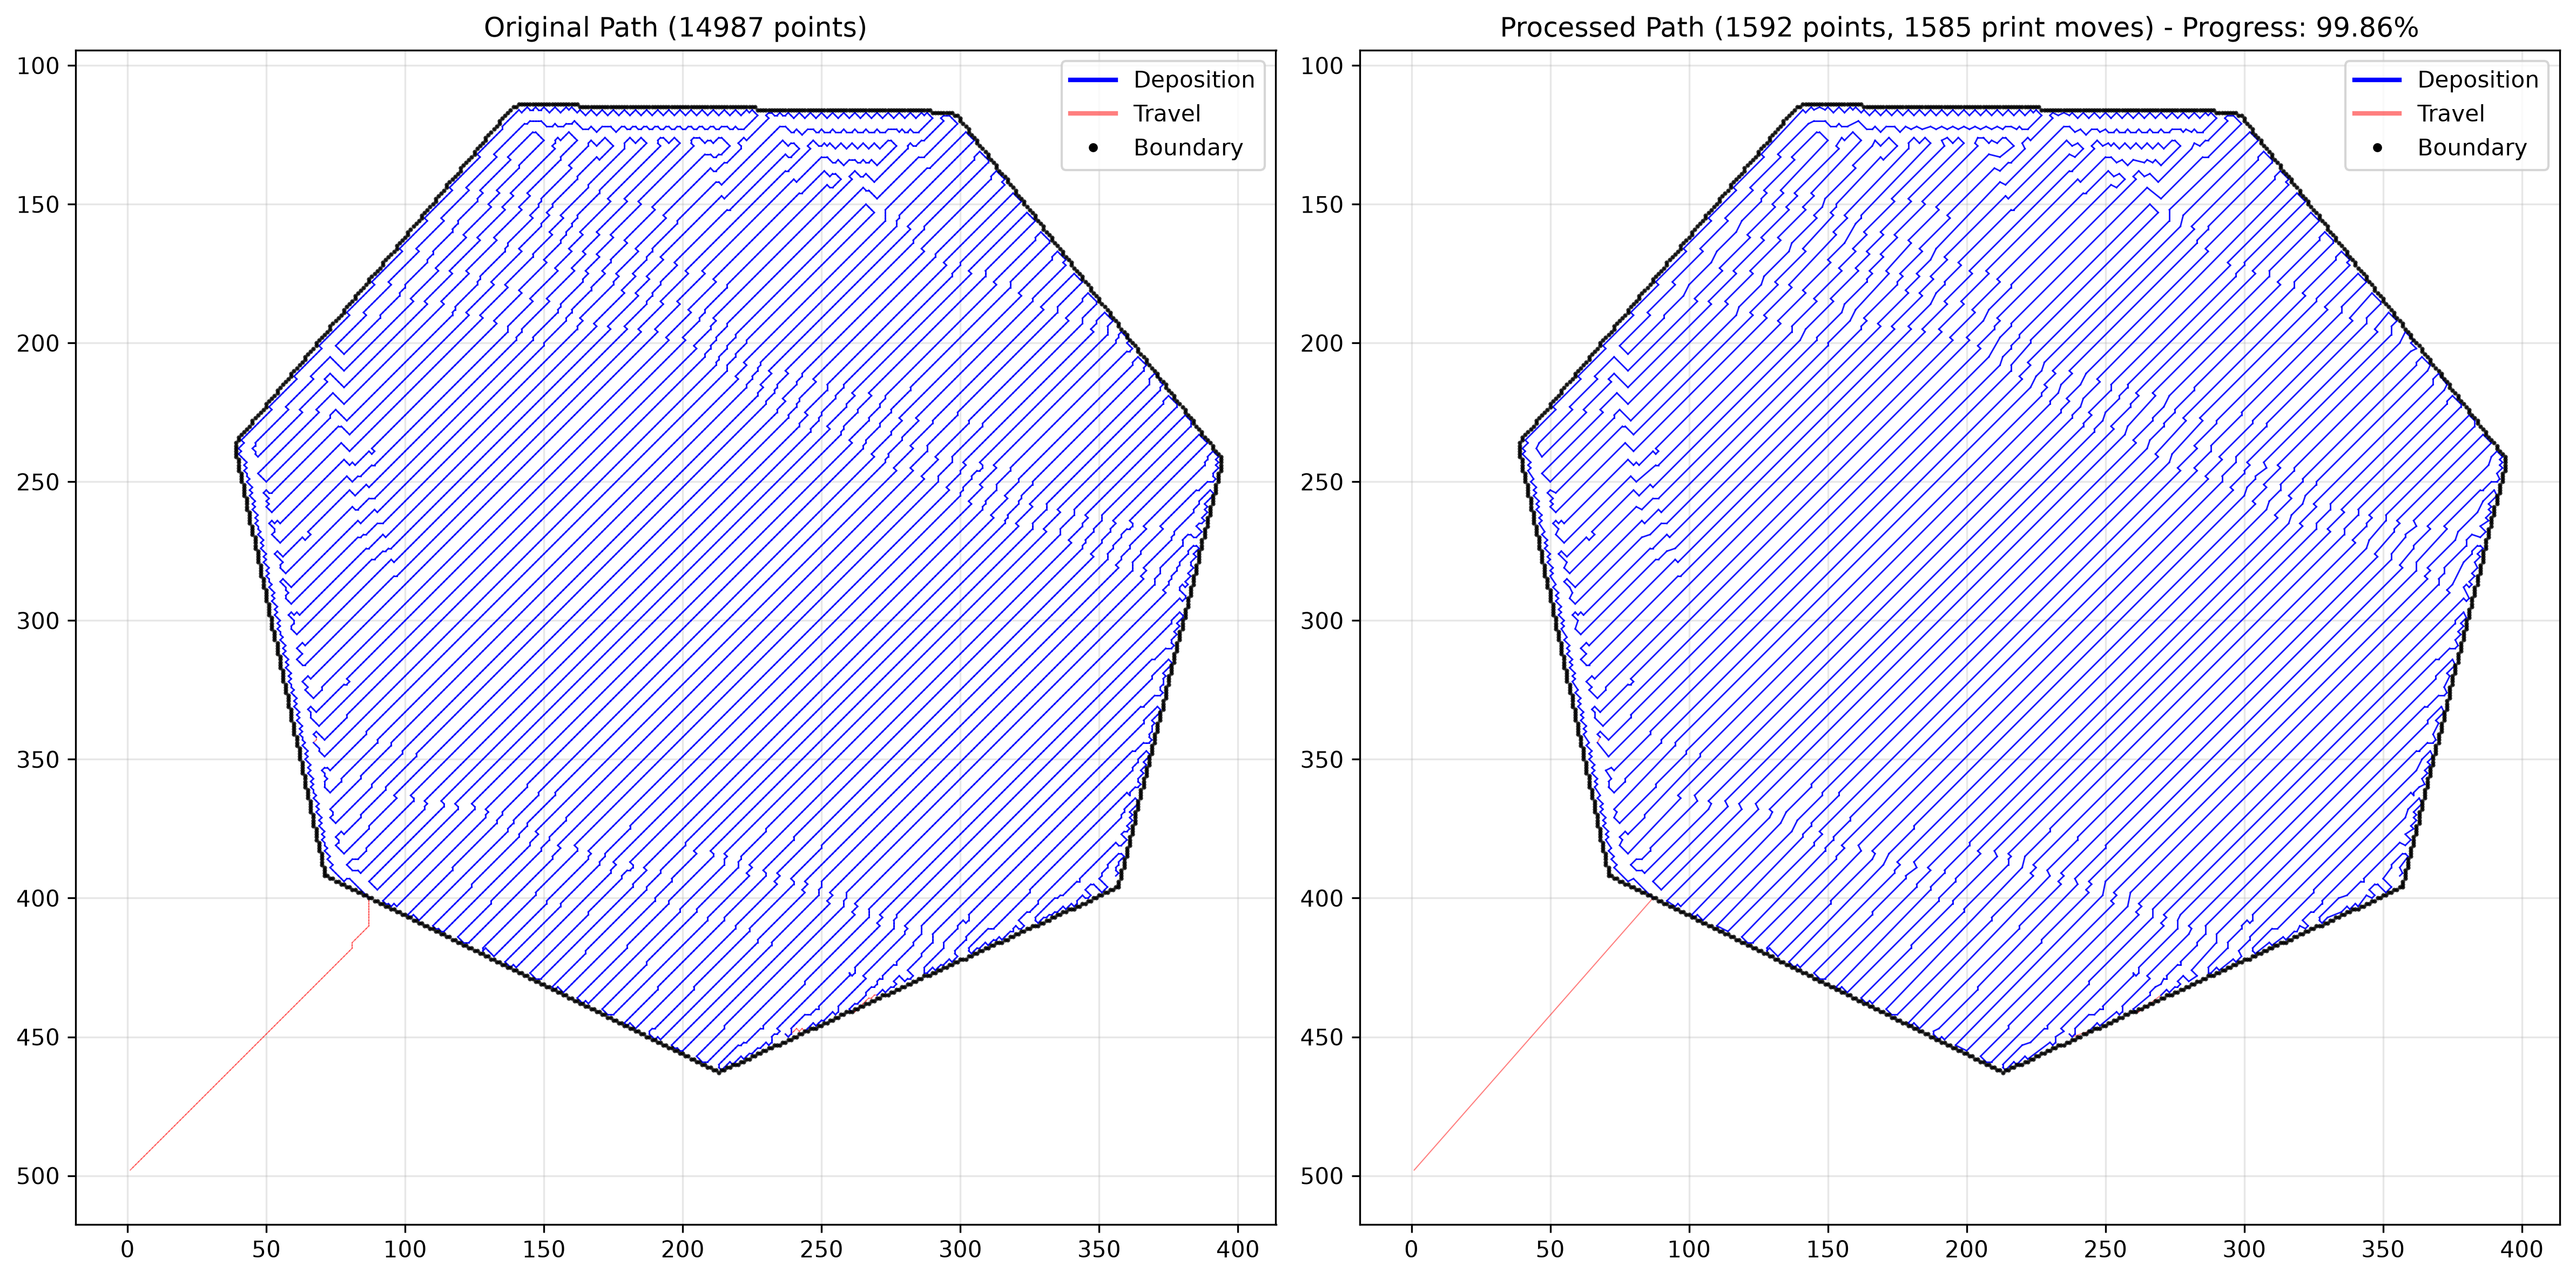 Original Path (14987 points)
100
150
200
250
300
350
400
450
500
0 50 100 150 200 250 300 350 400
Deposition
Travel
Boundary
Processed Path (1592 points, 1585 print moves) - Progress: 99.86%
100
150
200
250
300
350
400
450
500
0 50 100 150 200 250 300 350 400
Deposition
Travel
Boundary